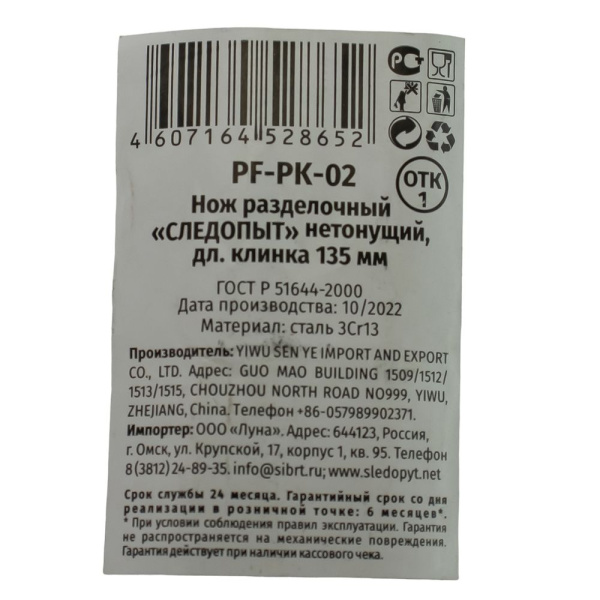 4 607164 528652
PF-PK-02
ОТК
1
Нож разделочный
«СЛЕДОПЫТ» нетонущий,
дл. клинка 135 мм
ГОСТ Р 51644-2000
Дата производства: 10/2022
Материал: сталь 3Cr13
Производитель: YIWU SEN YE IMPORT AND EXPORT
CO., LTD. Адрес: GUO MAO BUILDING 1509/1512/
1513/1515, CHOUZHOU NORTH ROAD NO999, YIWU,
ZHEJIANG, China. Телефон +86-057989902371.
Импортер: ООО «Луна». Адрес: 644123, Россия,
г. Омск, ул. Крупской, 17, корпус 1, кв. 95. Телефон
8 (3812) 24-89-35. info@sibrt.ru; www.sledopyt.net
Срок службы 24 месяца. Гарантийный срок со дня
реализации в розничной точке: 6 месяцев*.
* При условии соблюдения правил эксплуатации. Гарантия
не распространяется на механические повреждения.
Гарантия действует при наличии кассового чека.